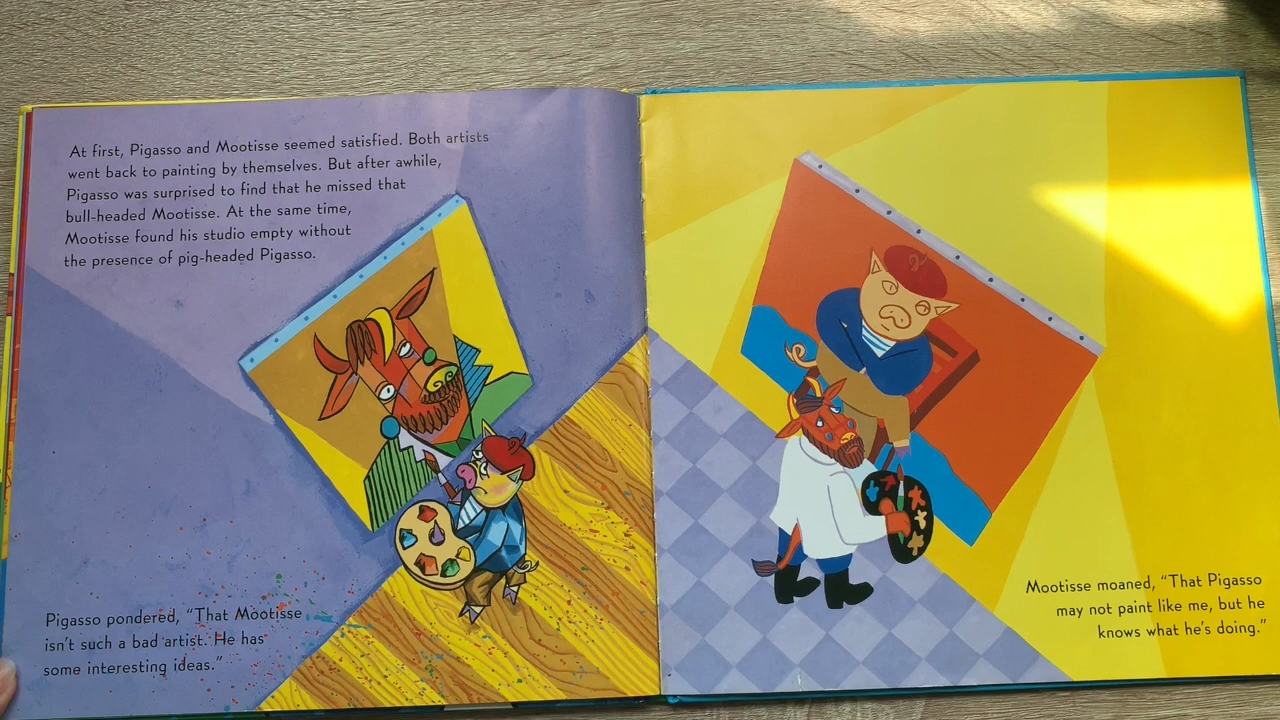 At first, Pigasso and Mootisse seemed satisfied. Both artists
went back to painting by themselves. But after awhile,
Pigasso was surprised to find that he missed that
bull-headed Mootisse. At the same time,
Mootisse found his studio empty without
the presence of pig-headed Pigasso.
Pigasso pondered, “That Mootisse
isn’t such a bad artist. He has
some interesting ideas.”
Mootisse moaned, “That Pigasso
may not paint like me, but he
knows what he’s doing.”